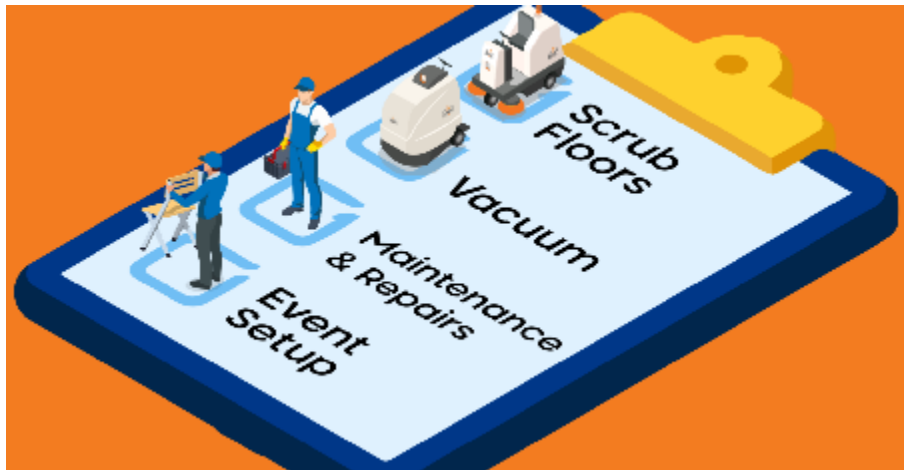 Scrub
Floors
Vacuum
Maintenance
& Repairs
Event
Setup